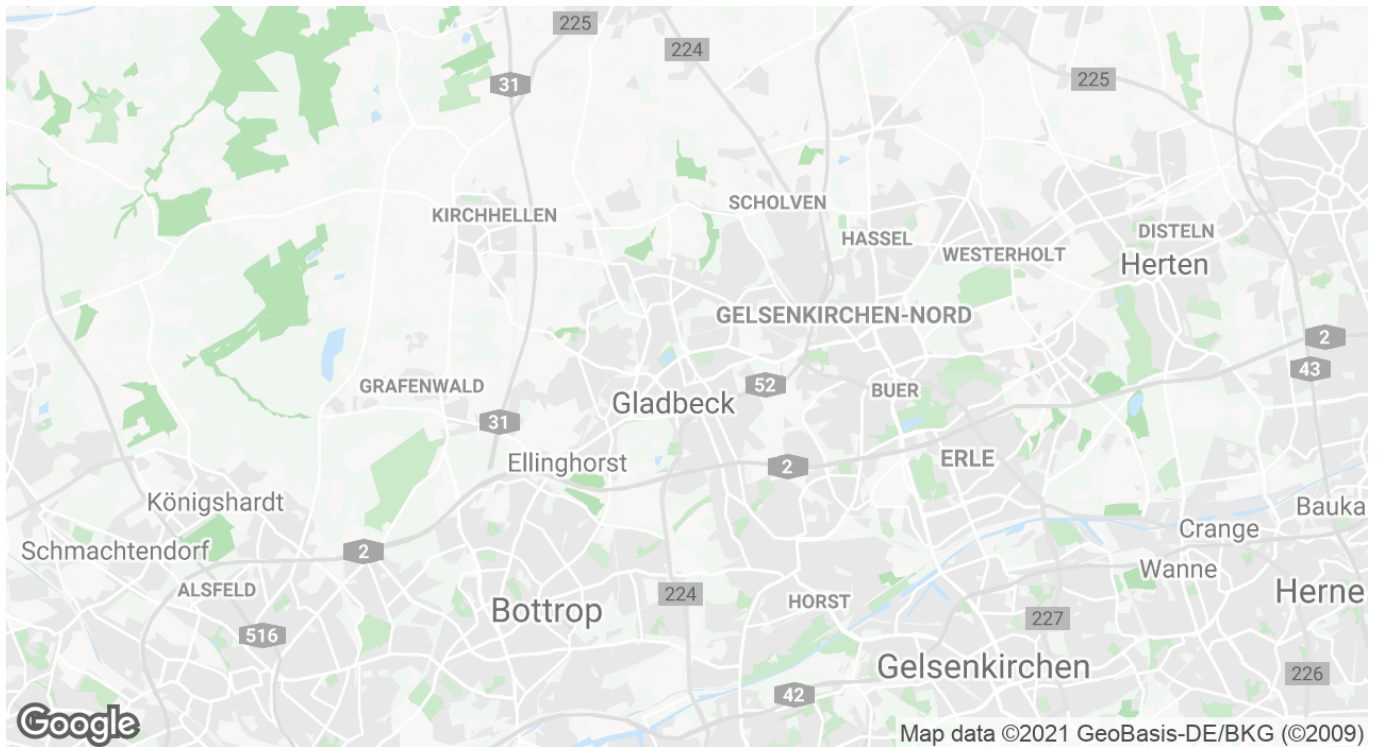 225
224
31
225
SCHOLVEN
KIRCHHELLEN
DISTELN
HASSEL
WESTERHOLT
Herten
GELSENKIRCHEN-NORD
2
43
GRAFENWALD
52
BUER
Gladbeck
31
ERLE
Ellinghorst
2
Königshardt
Bauka
Crange
Schmachtendorf
2
Wanne
ALSFELD
224
HORST
Herne
Bottrop
227
516
Gelsenkirchen
226
42
Google
Map data ©2021 GeoBasis-DE/BKG (©2009)